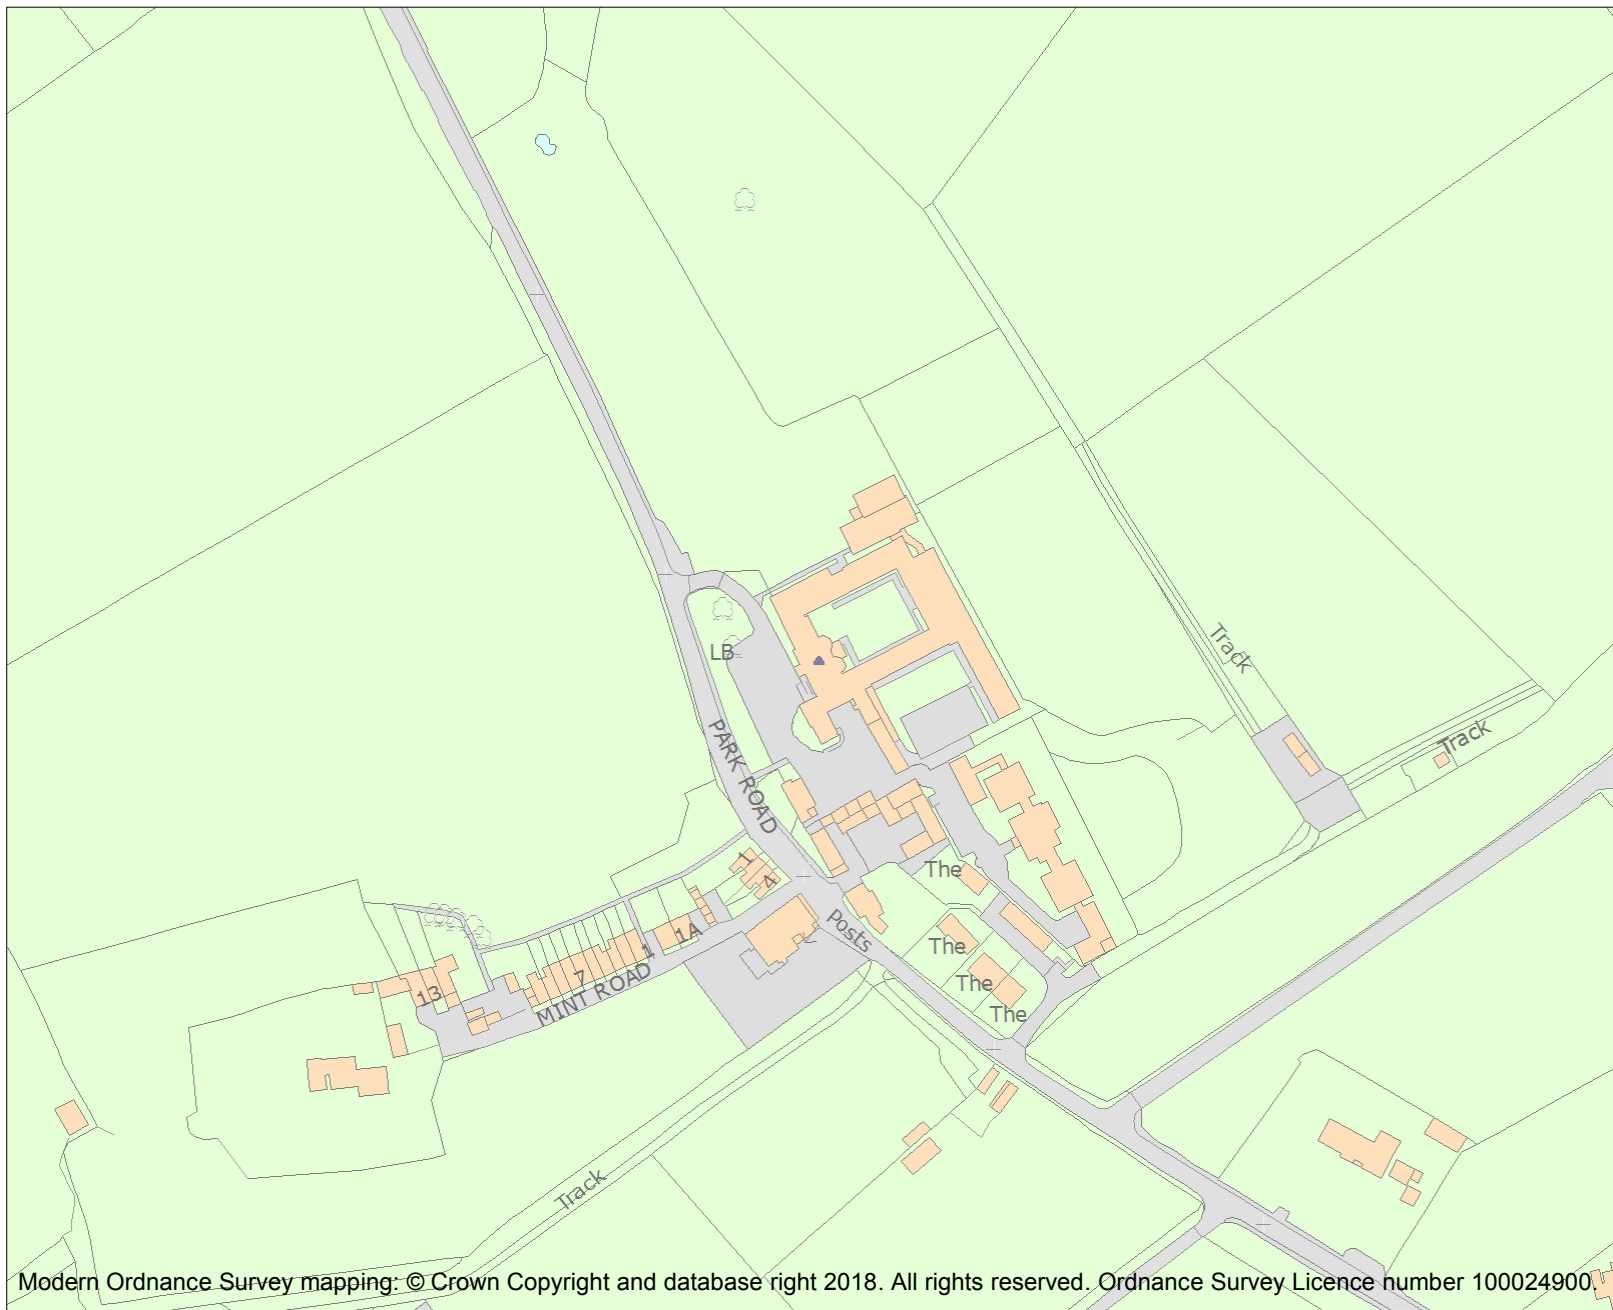 Track
LB
PARK ROAD
Track
1
4
The
Posts
1A
The
1
7
The
13
MINT ROAD
The
Track
Modern Ordnance Survey mapping: © Crown Copyright and database right 2018. All rights reserved. Ordnance Survey Licence number 100024900.